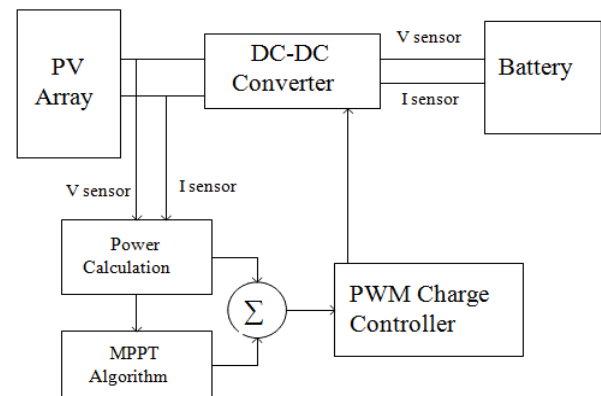 PV
Array
DC-DC
Converter
V sensor
I sensor
Battery
V sensor
I sensor
Power
Calculation
Σ
PWM Charge
Controller
MPPT
Algorithm